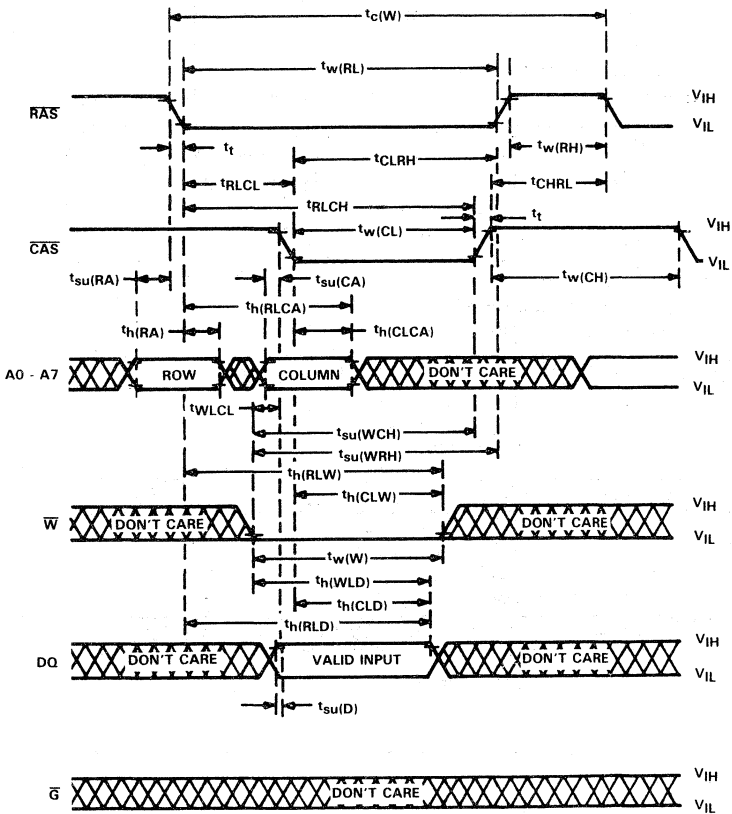 tc(W)
tw(RL)
RAS
VIH
VIL
tt
tCLRH
tw(RH)
tRLCL
tCHRL
tRLCH
tw(CL)
tt
CAS
VIH
VIL
tsu(RA)
tsu(CA)
tw(CH)
th(RLCA)
th(RA)
th(CLCA)
A0 - A7
ROW
COLUMN
DON'T CARE
VIH
VIL
tWLCL
tsu(WCH)
tsu(WRH)
th(RLW)
th(CLW)
W
DON'T CARE
DON'T CARE
VIH
VIL
tw(W)
th(WLD)
th(CLD)
th(RLD)
DQ
DON'T CARE
VALID INPUT
DON'T CARE
VIH
VIL
tsu(D)
G
DON'T CARE
VIH
VIL